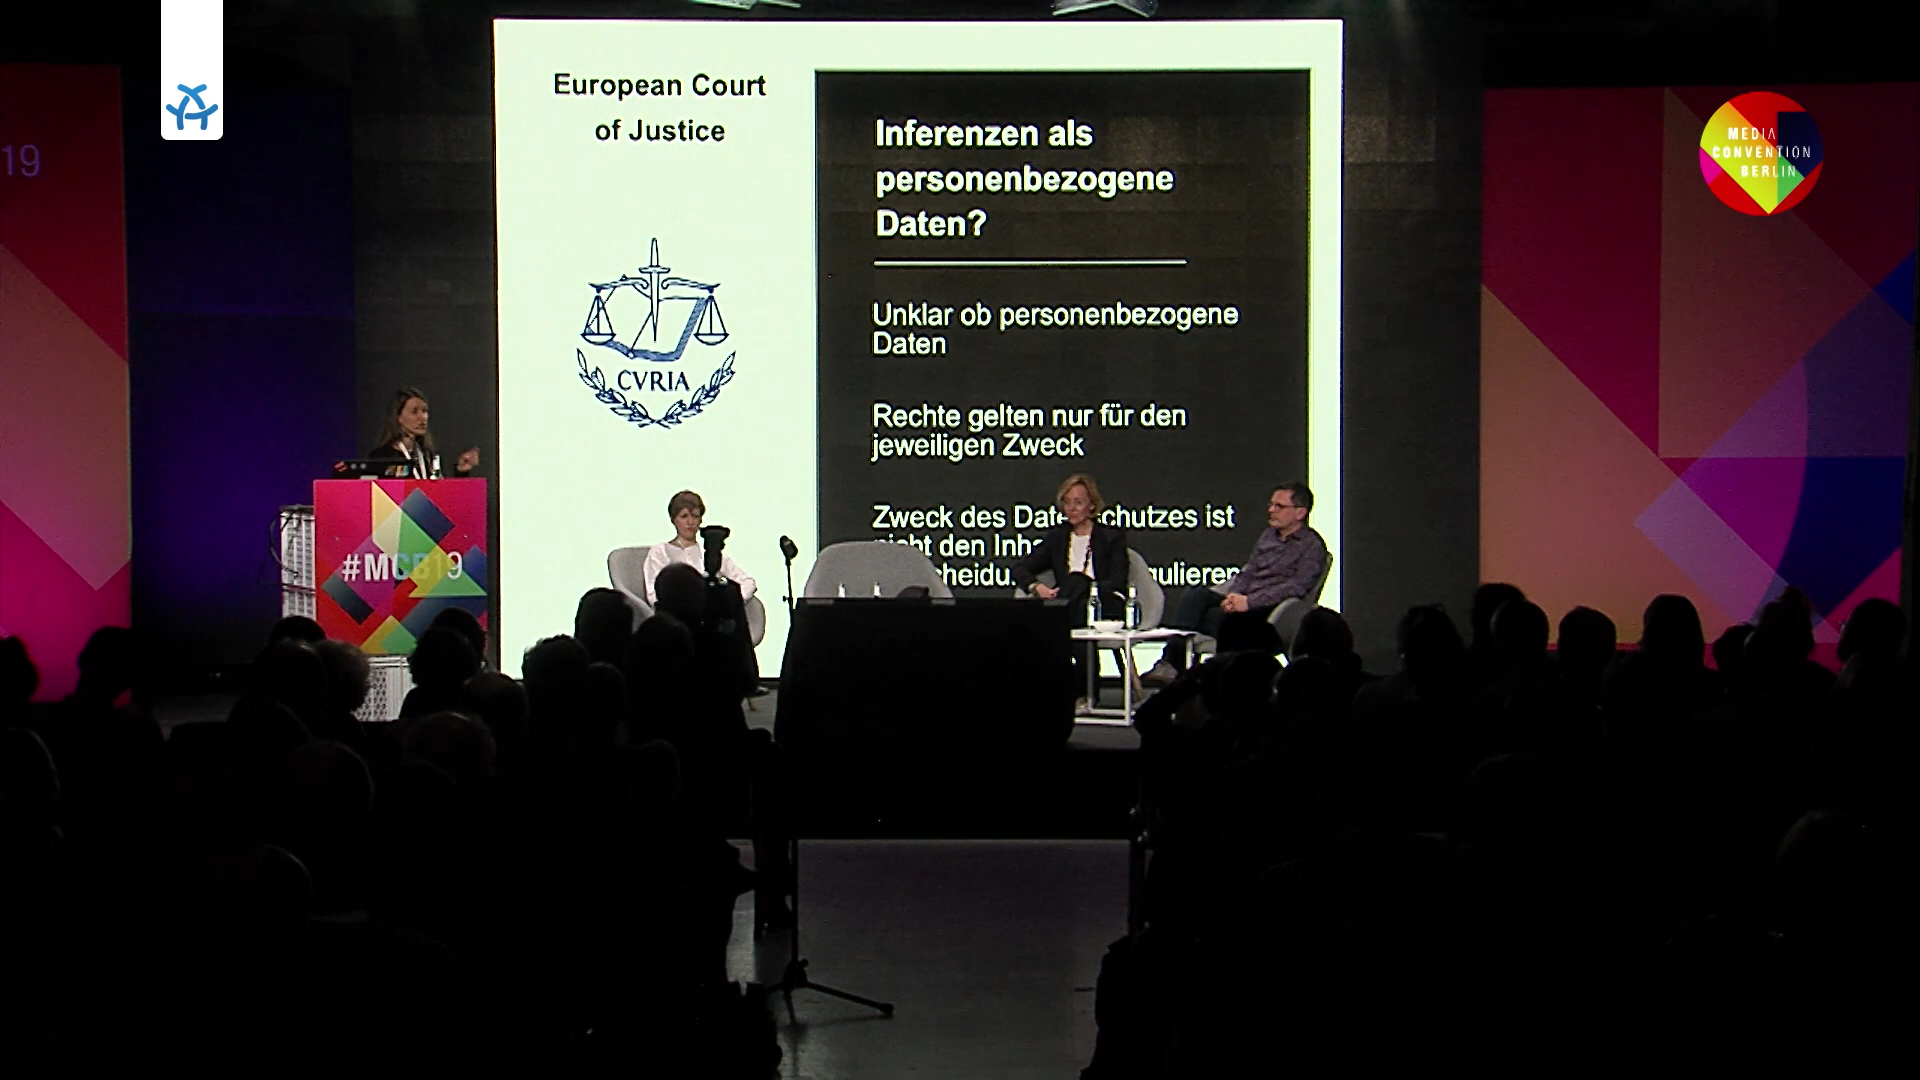 19
European Court
of Justice
CVRIA
Inferenzen als
personenbezogene
Daten?
Unklar ob personenbezogene
Daten
Rechte gelten nur für den
jeweiligen Zweck
Zweck des schutzes ist
den
#MCB19
MEDIA
CONVENTION
BERLIN